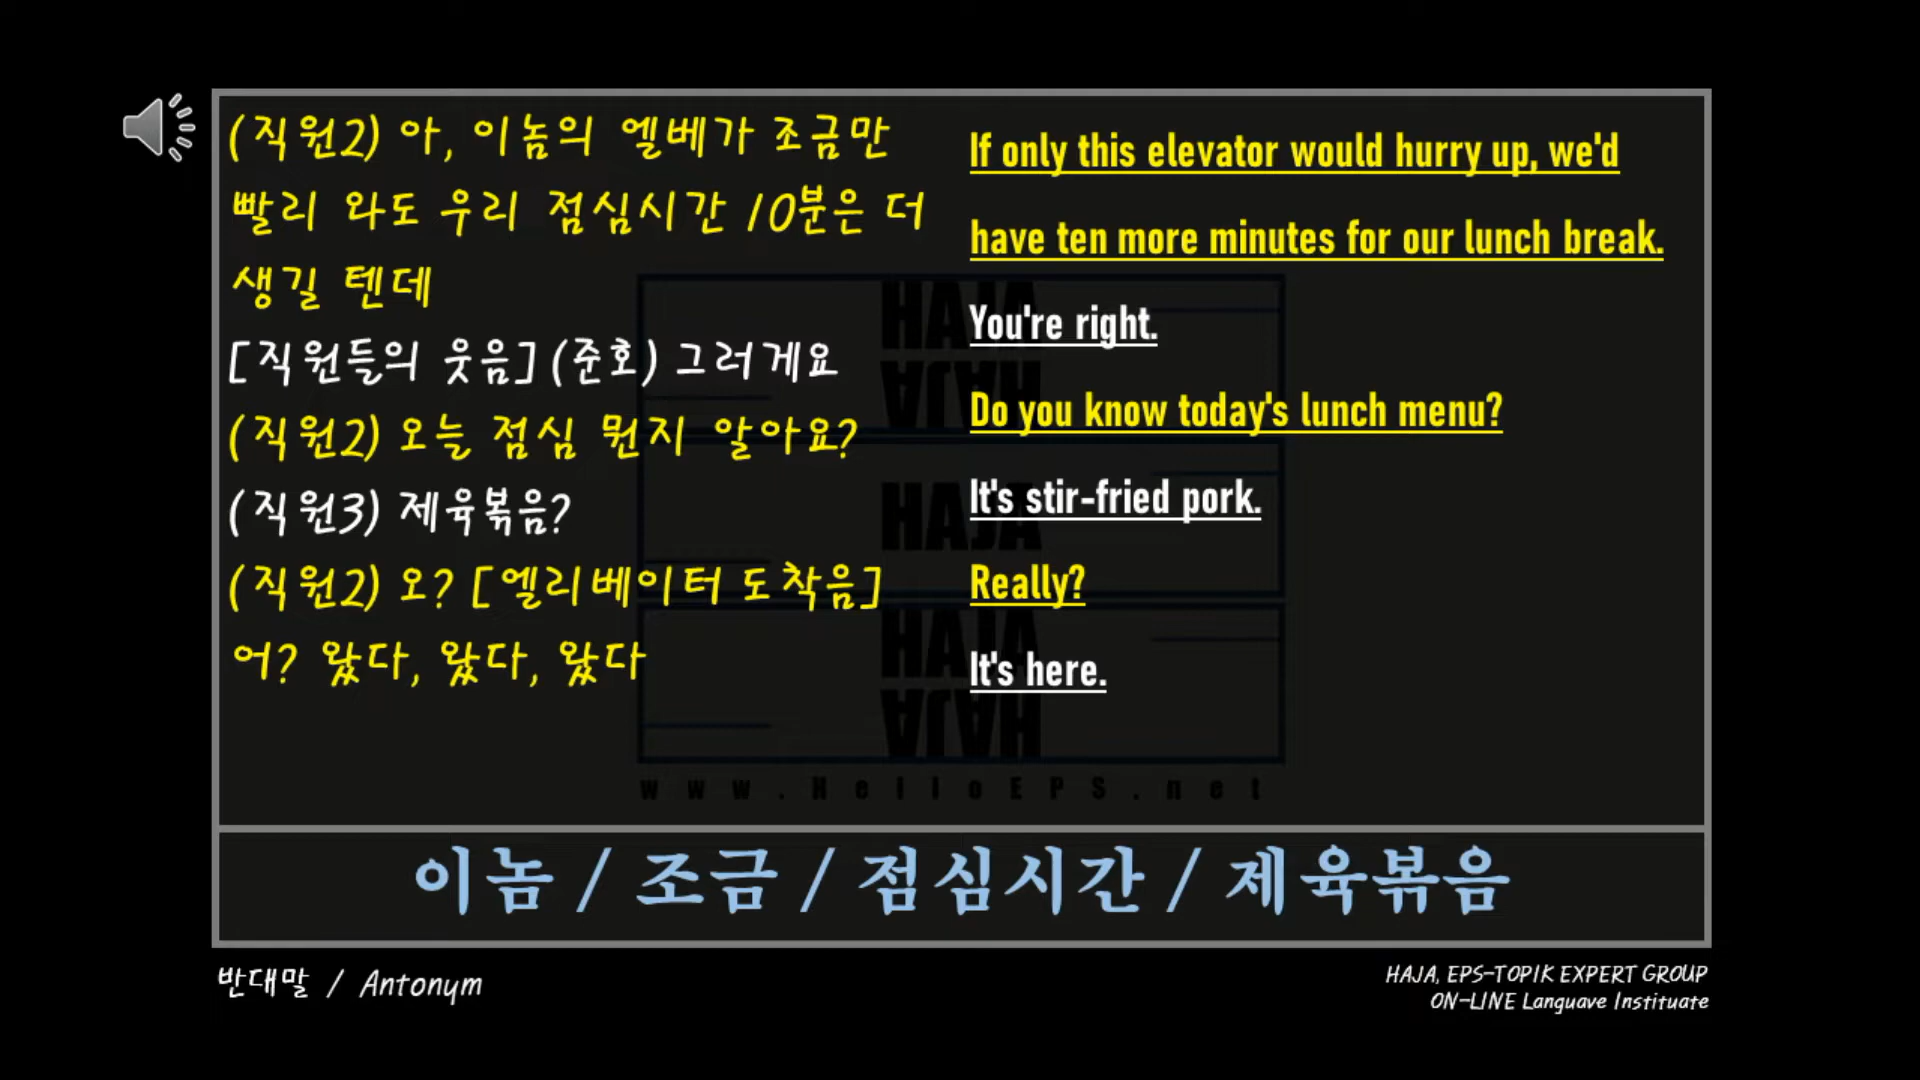 (직원2) 아, 이놈의 엘베가 조금만
빨리 와도 우리 점심시간 10분은 더
생길 텐데
[직원들의 웃음] (준호) 그러게요
(직원2) 오늘 점심 뭔지 알아요?
(직원3) 제육볶음?
(직원2) 오? [엘리베이터 도착음]
어? 왔다, 왔다, 왔다
If only this elevator would hurry up, we'd
have ten more minutes for our lunch break.
You're right.
Do you know today's lunch menu?
It's stir-fried pork.
Really?
It's here.
HAJA
HAJA
HAJA
HAJA
HAJA
www.HelloEPS.net
이놈 / 조금 / 점심시간 / 제육볶음
반대말 / Antonym
HAJA, EPS-TOPIK EXPERT GROUP
ON-LINE Languave Instituate